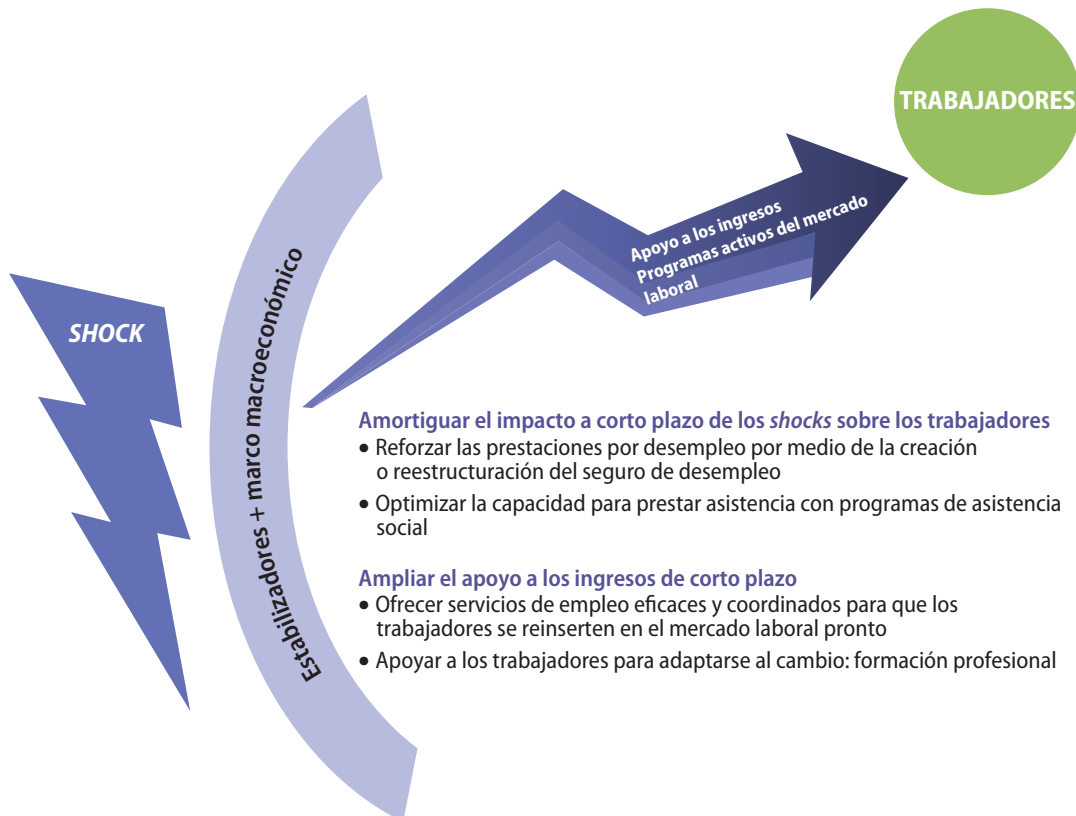 TRABAJADORES
Apoyo a los ingresos
Programas activos del mercado
laboral
SHOCK
Estabilizadores + marco macroeconómico
Amortiguar el impacto a corto plazo de los shocks sobre los trabajadores
• Reforzar las prestaciones por desempleo por medio de la creación
o reestructuración del seguro de desempleo
• Optimizar la capacidad para prestar asistencia con programas de asistencia
social
Ampliar el apoyo a los ingresos de corto plazo
• Ofrecer servicios de empleo eficaces y coordinados para que los
trabajadores se reinserten en el mercado laboral pronto
• Apoyar a los trabajadores para adaptarse al cambio: formación profesional